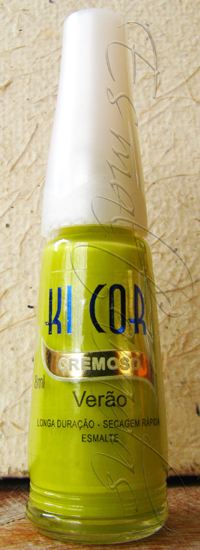 KI COR
CREMOSO
Verão
LONGA DURAÇÃO - SECAGEM RÁPIDA
ESMALTE